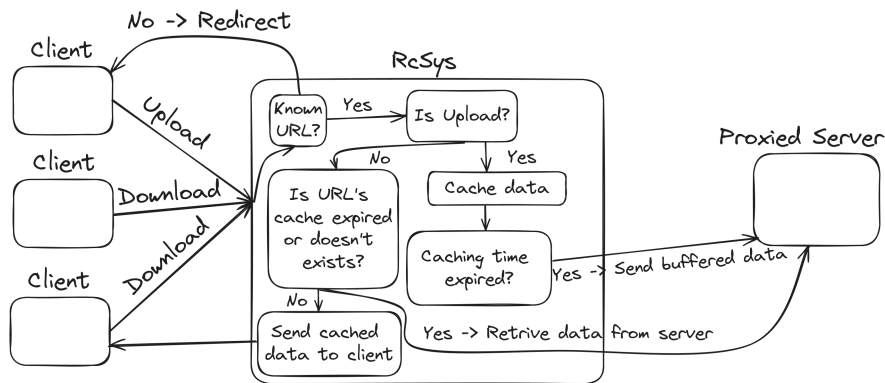 No -> Redirect
Client
RcSys
Upload
Known
URL?
Yes
Is Upload?
No
Yes
Proxied Server
Client
Download
Is URL's
cache expired
or doesn't
exists?
Cache data
Download
Caching time
expired?
Yes -> Send buffered data
Client
No
Yes -> Retrive data from server
Send cached
data to client